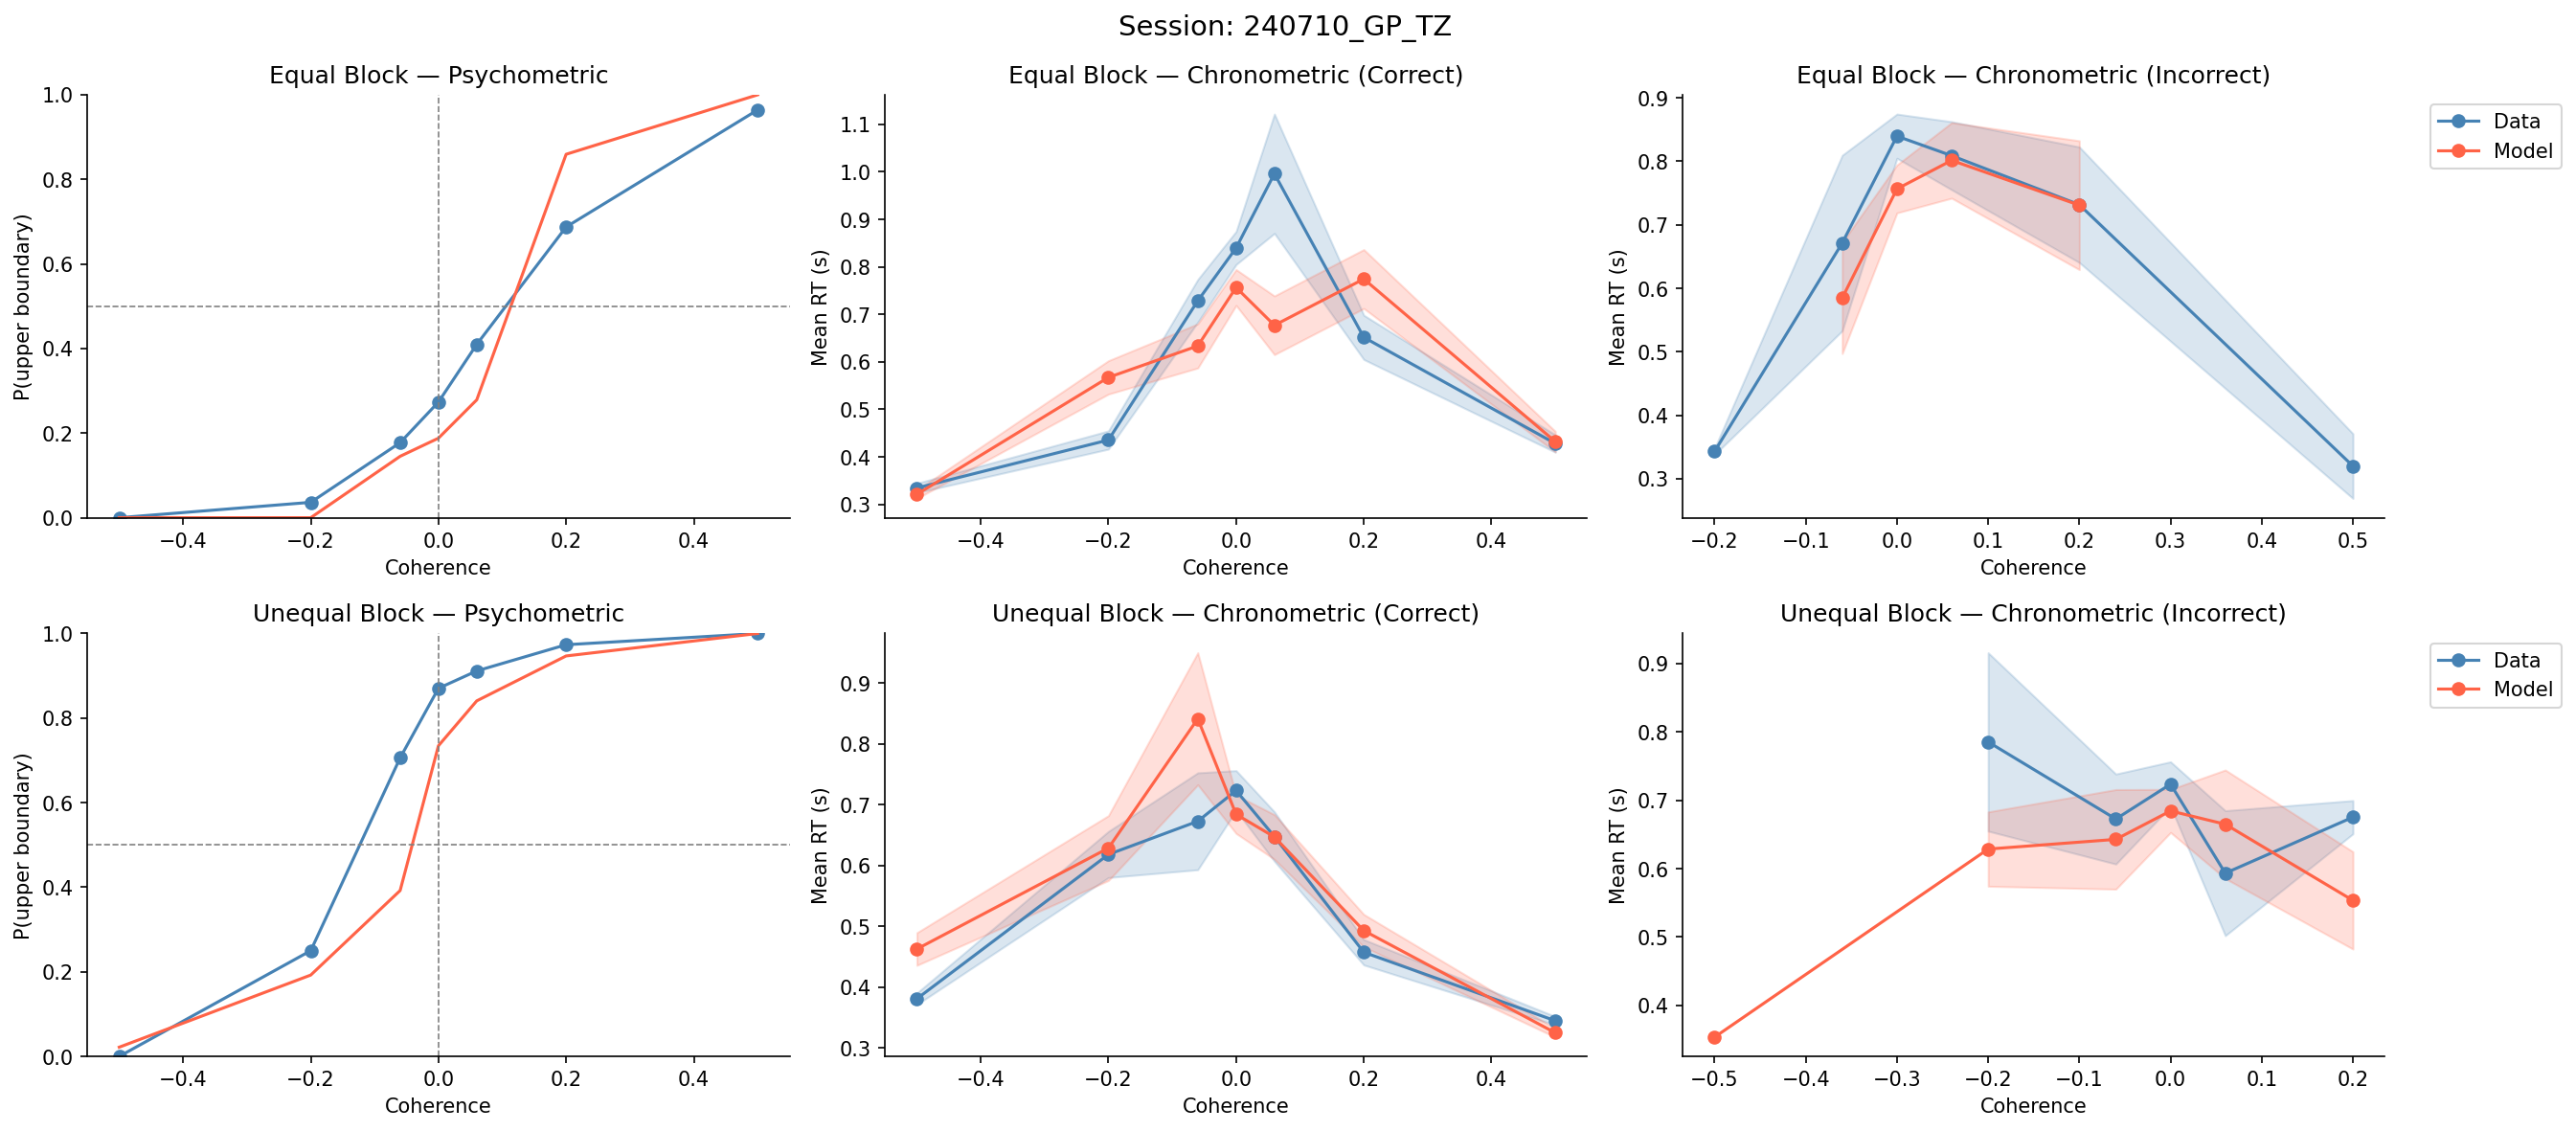 Session: 240710_GP_TZ
Equal Block — Psychometric
P(upper boundary)
1.0
0.8
0.6
0.4
0.2
0.0
−0.4 −0.2 0.0 0.2 0.4
Coherence
Equal Block — Chronometric (Correct)
Mean RT (s)
1.1
1.0
0.9
0.8
0.7
0.6
0.5
0.4
0.3
−0.4 −0.2 0.0 0.2 0.4
Coherence
Equal Block — Chronometric (Incorrect)
Mean RT (s)
0.9
0.8
0.7
0.6
0.5
0.4
0.3
−0.2 −0.1 0.0 0.1 0.2 0.3 0.4 0.5
Coherence
Data
Model
Unequal Block — Psychometric
P(upper boundary)
1.0
0.8
0.6
0.4
0.2
0.0
−0.4 −0.2 0.0 0.2 0.4
Coherence
Unequal Block — Chronometric (Correct)
Mean RT (s)
0.9
0.8
0.7
0.6
0.5
0.4
0.3
−0.4 −0.2 0.0 0.2 0.4
Coherence
Unequal Block — Chronometric (Incorrect)
Mean RT (s)
0.9
0.8
0.7
0.6
0.5
0.4
−0.5 −0.4 −0.3 −0.2 −0.1 0.0 0.1 0.2
Coherence
Data
Model